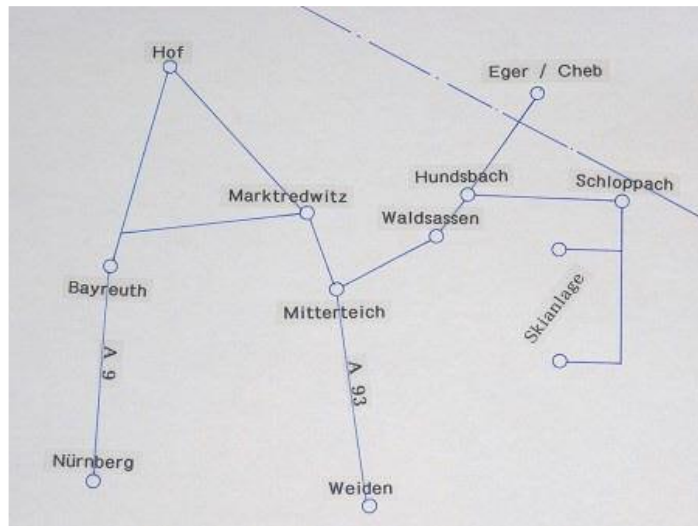 Hof
Eger / Cheb
Hundsbach
Schloppach
Marktredwitz
Waldsassen
Bayreuth
Mitterteich
Skianlage
A 9
A 93
Nürnberg
Weiden